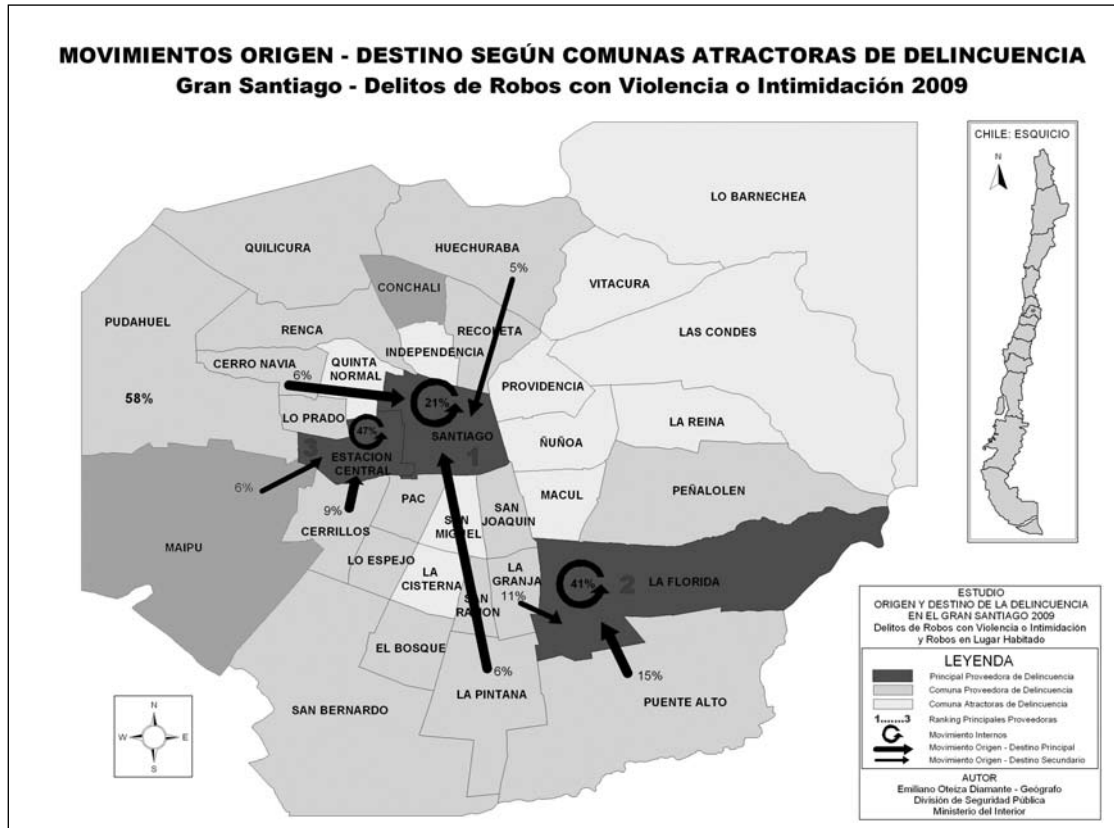 MOVIMIENTOS ORIGEN - DESTINO SEGÚN COMUNAS ATRACTORAS DE DELINCUENCIA
Gran Santiago - Delitos de Robos con Violencia o Intimidación 2009
CHILE: ESQUICIO
N
LO BARNECHEA
QUILICURA
HUECHURABA
5%
CONCHALI
VITACURA
PUDAHUEL
RENCA
RECOLETA
LAS CONDES
INDEPENDENCIA
CERRO NAVIA
QUINTA
NORMAL
6%
PROVIDENCIA
58%
21%
LO PRADO
LA REINA
47%
SANTIAGO
1
ÑUÑOA
3
ESTACION
CENTRAL
6%
PEÑALOLEN
PAC
MACUL
9%
SAN
JOAQUIN
CERRILLOS
SAN
MIGUEL
MAIPU
LO ESPEJO
LA
GRANJA
11%
LA
CISTERNA
41%
2
LA FLORIDA
SAN
RAMON
EL BOSQUE
6%
15%
LA PINTANA
PUENTE ALTO
SAN BERNARDO
N
W
E
S
ESTUDIO
ORIGEN Y DESTINO DE LA DELINCUENCIA
EN EL GRAN SANTIAGO 2009
Delitos de Robos con Violencia o Intimidación
y Robos en Lugar Habitado
LEYENDA
Principal Proveedora de Delincuencia
Comuna Proveedora de Delincuencia
Comuna Atractoras de Delincuencia
1.......3 Ranking Principales Proveedoras
Movimiento Internos
Movimiento Origen - Destino Principal
Movimiento Origen - Destino Secundario
AUTOR
Emiliano Oteiza Diamante - Geógrafo
División de Seguridad Pública
Ministerio del Interior